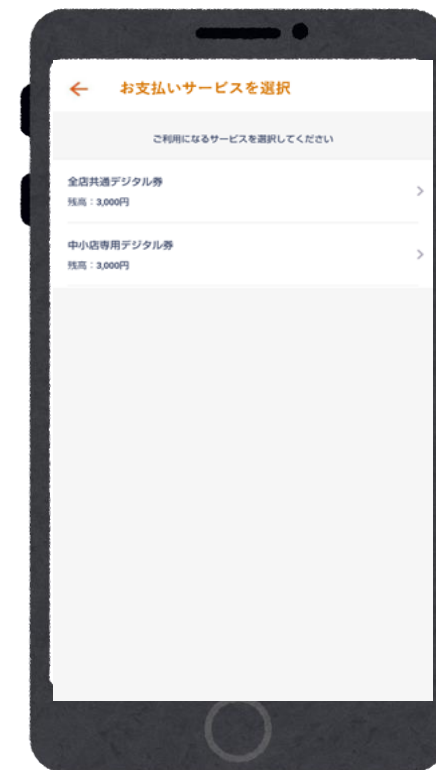 お支払いサービスを選択
ご利用になるサービスを選択してください
全店共通デジタル券
残高：3,000円
中小店専用デジタル券
残高：3,000円